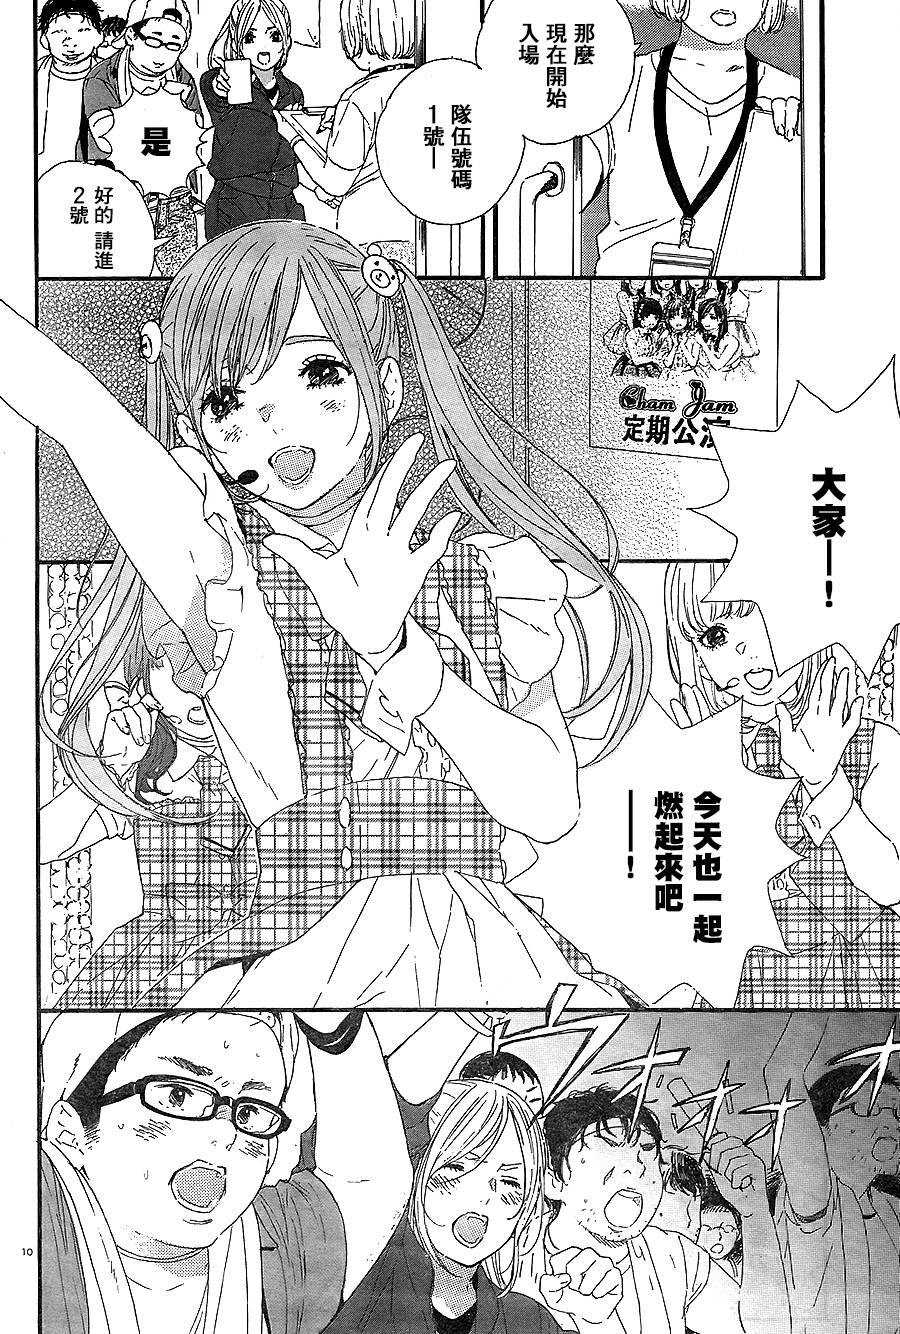 那麼
現在開始
入場
隊伍號碼
1號—
是
好的 請進
2號
Cham Jam
定期公演
大家—！
今天也一起
燃起來吧
—！
10